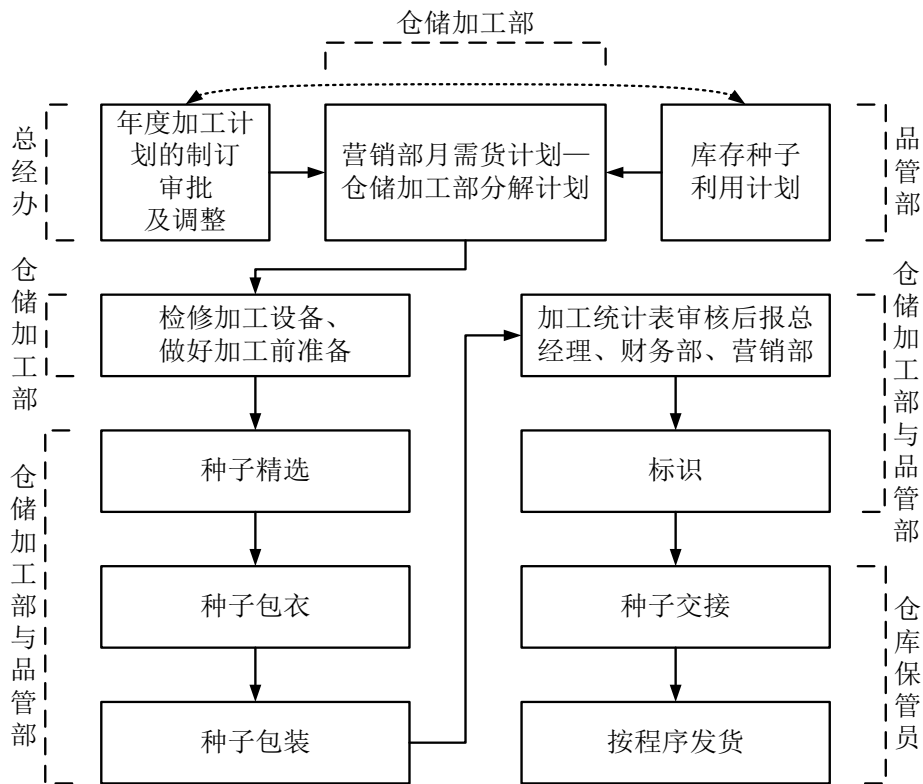 仓储加工部
总经办
年度加工计
划的制订
审批
及调整
营销部月需货计划—
仓储加工部分解计划
库存种子
利用计划
品管部
仓储加工部
检修加工设备、
做好加工前准备
加工统计表审核后报总
经理、财务部、营销部
仓储加工部与品管部
仓储加工部与品管部
种子精选
标识
种子包衣
种子交接
仓库保管员
种子包装
按程序发货